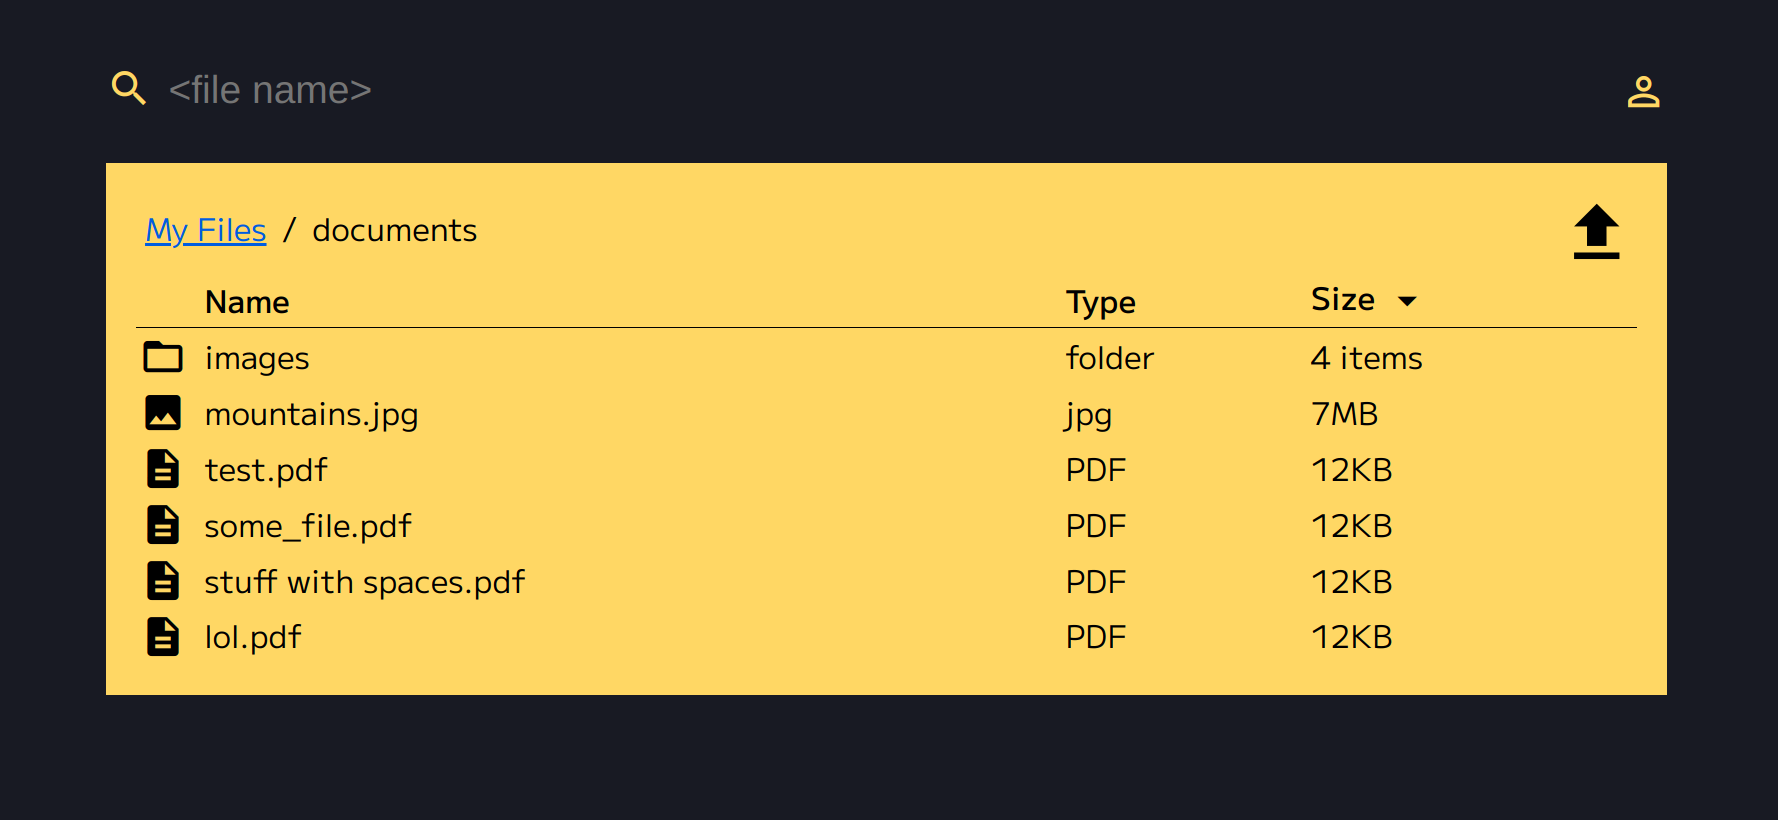 <file name>
My Files / documents
Name Type Size
images folder 4 items
mountains.jpg jpg 7MB
test.pdf PDF 12KB
some_file.pdf PDF 12KB
stuff with spaces.pdf PDF 12KB
lol.pdf PDF 12KB